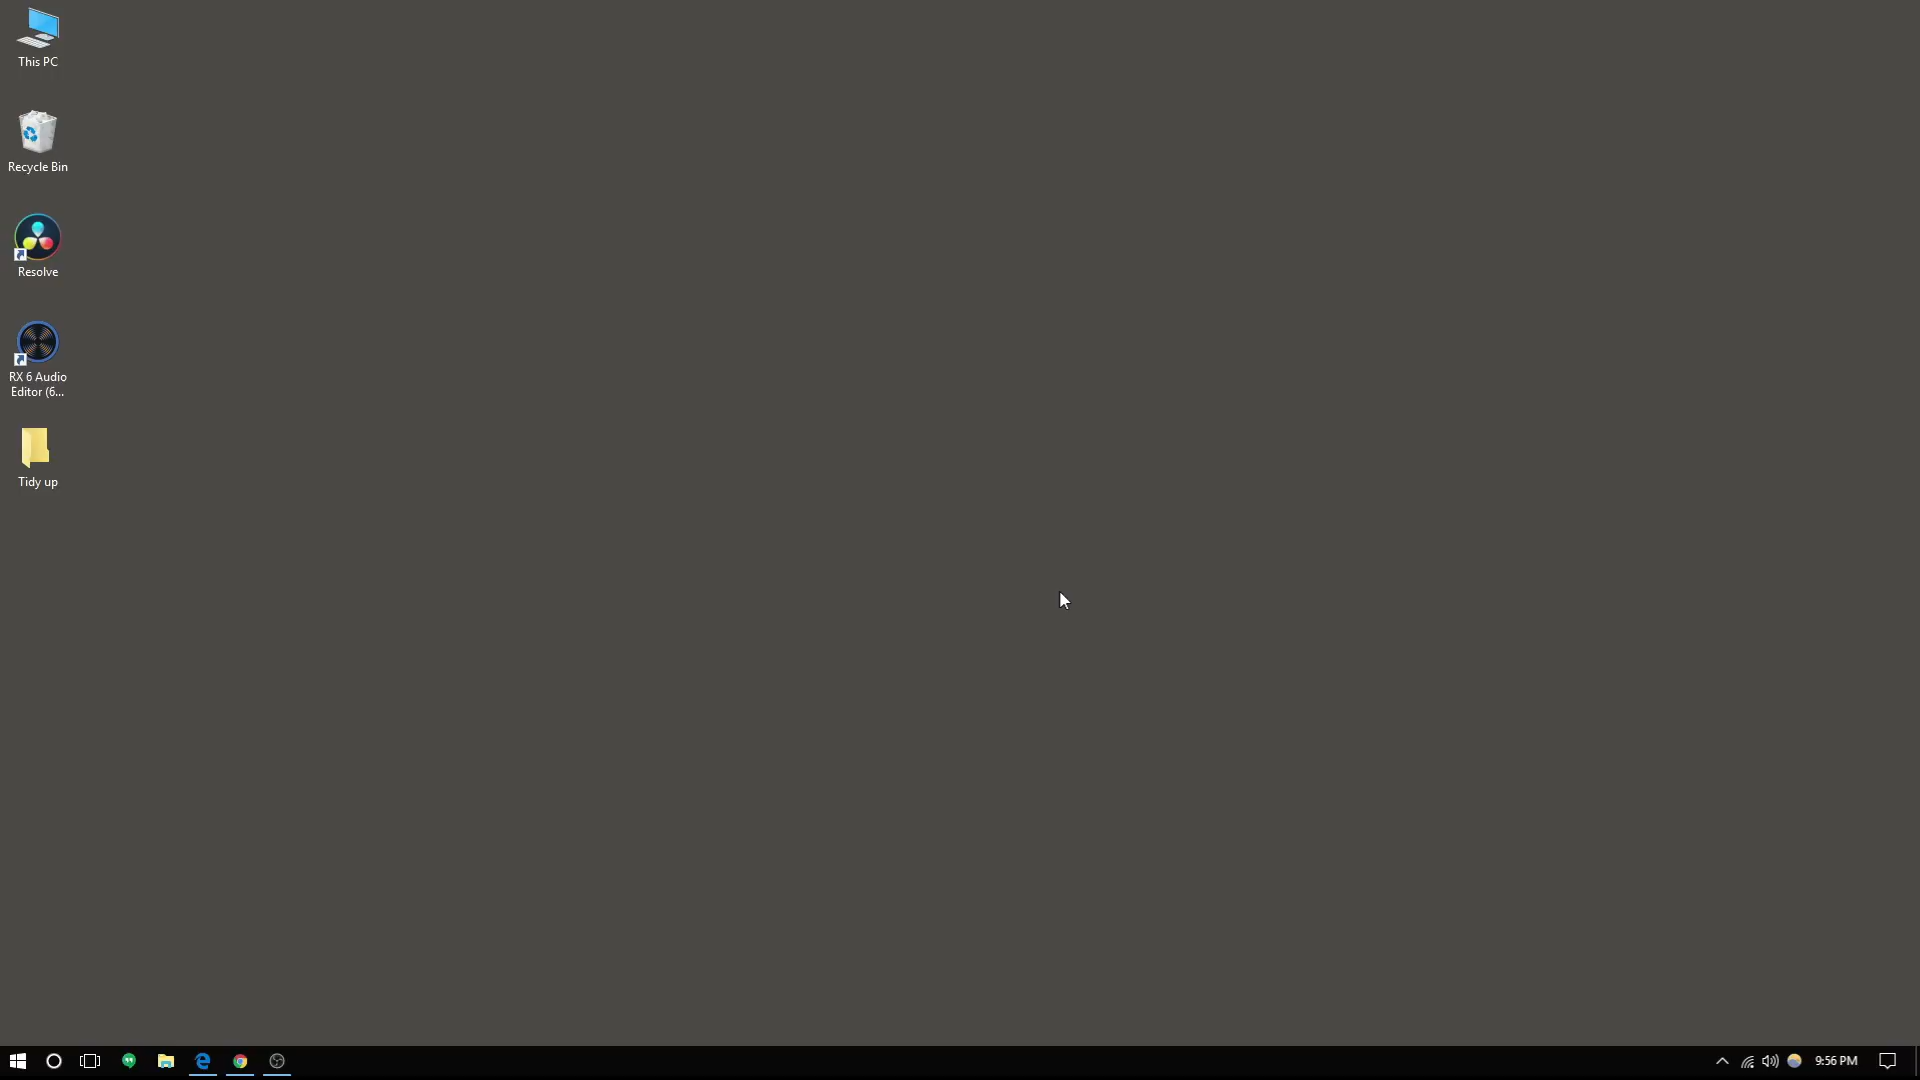 This PC
Recycle Bin
Resolve
RX 6 Audio
Editor (6...
Tidy up
9:56 PM